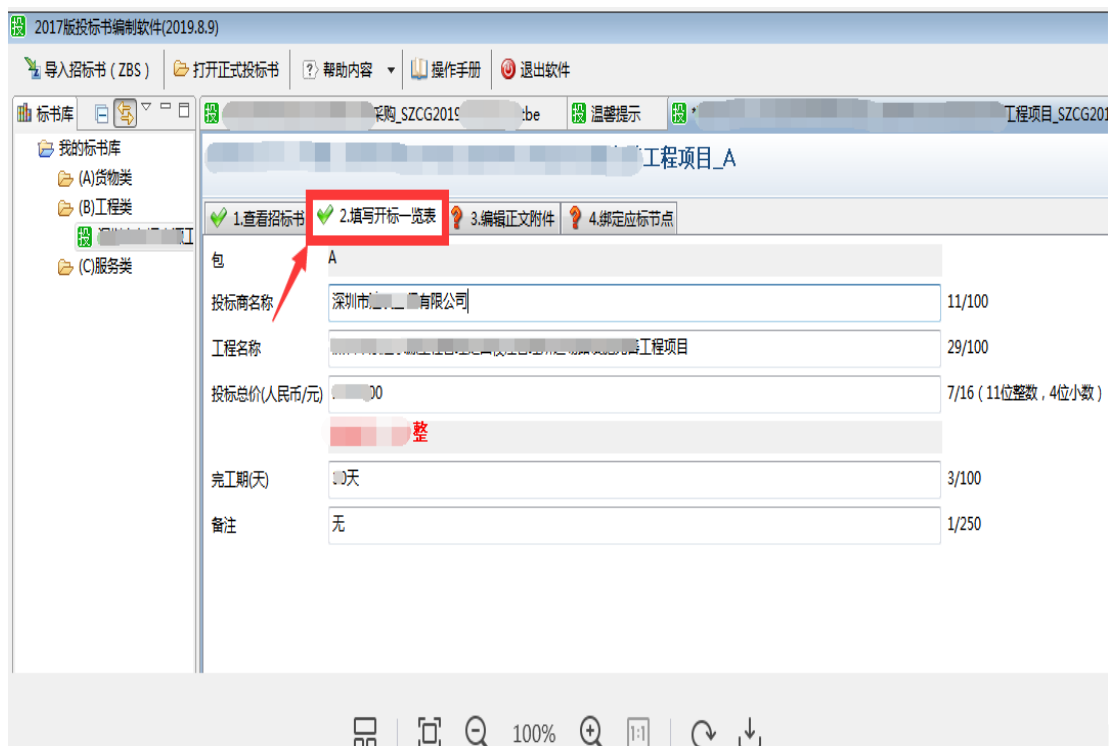 2017版投标书编制软件(2019.8.9)
导入招标书（ZBS） 打开正式投标书 帮助内容 操作手册 退出软件
标书库 采购_SZCG2019 :be 温馨提示 * 工程项目_SZCG201
我的标书库
(A)货物类
(B)工程类
(C)服务类
工程项目_A
1.查看招标书 2.填写开标一览表 3.编辑正文附件 4.绑定应标节点
包 A
投标商名称 深圳市 有限公司 11/100
工程名称 工程项目 29/100
投标总价(人民币/元) 00 7/16（11位整数，4位小数）
整
完工期(天) 0天 3/100
备注 无 1/250
100% 1:1